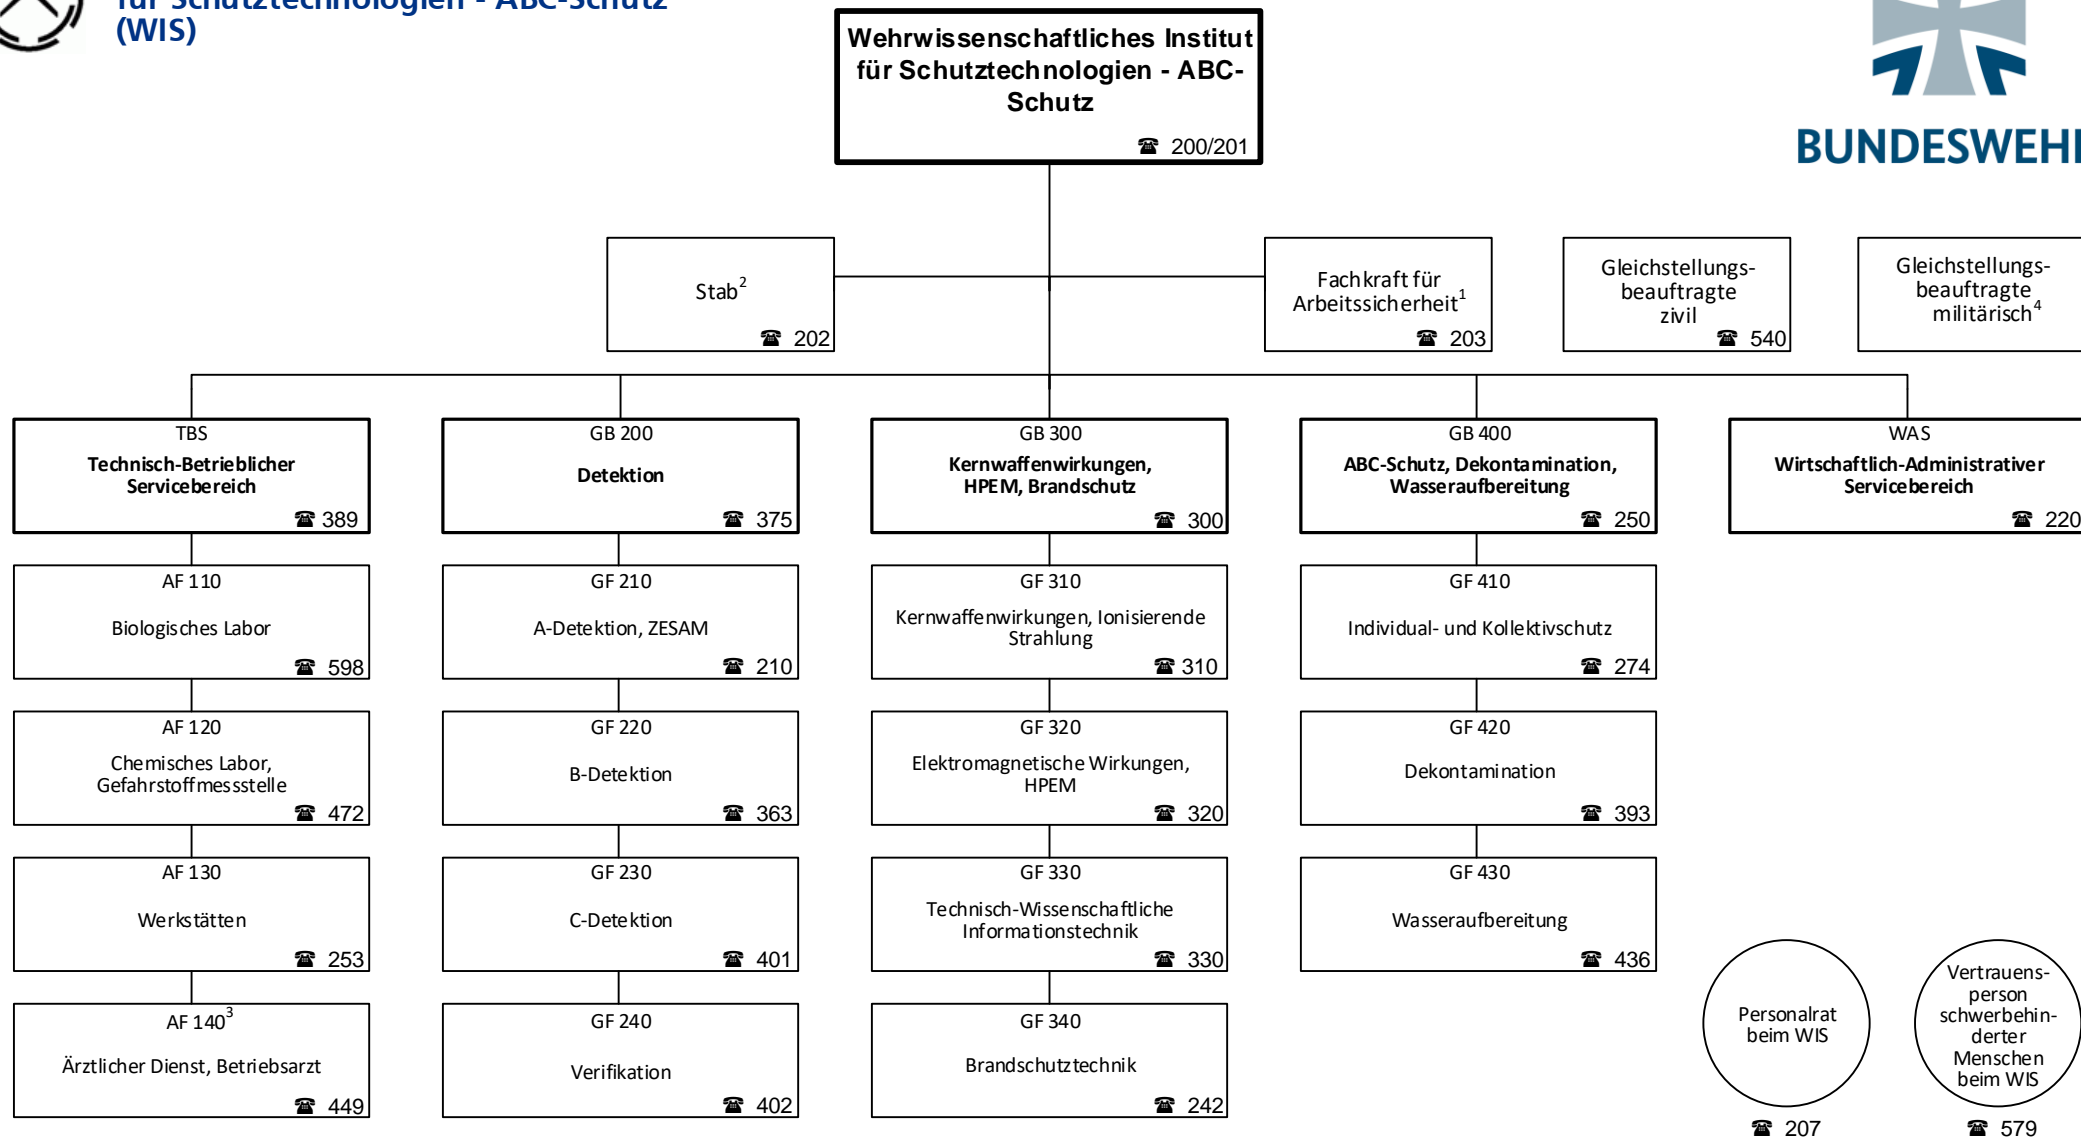 für Schutztechnologien - ABC-Schutz
(WIS)
Wehrwissenschaftliches Institut
für Schutztechnologien - ABC-
Schutz
☎ 200/201
BUNDESWEHR
Stab²
☎ 202
Fachkraft für
Arbeitssicherheit¹
☎ 203
Gleichstellungs-
beauftragte
zivil
☎ 540
Gleichstellungs-
beauftragte
militärisch⁴
TBS
Technisch-Betrieblicher
Servicebereich
☎ 389
AF 110
Biologisches Labor
☎ 598
AF 120
Chemisches Labor,
Gefahrstoffmessstelle
☎ 472
AF 130
Werkstätten
☎ 253
AF 140³
Ärztlicher Dienst, Betriebsarzt
☎ 449
GB 200
Detektion
☎ 375
GF 210
A-Detektion, ZESAM
☎ 210
GF 220
B-Detektion
☎ 363
GF 230
C-Detektion
☎ 401
GF 240
Verifikation
☎ 402
GB 300
Kernwaffenwirkungen,
HPEM, Brandschutz
☎ 300
GF 310
Kernwaffenwirkungen, Ionisierende
Strahlung
☎ 310
GF 320
Elektromagnetische Wirkungen,
HPEM
☎ 320
GF 330
Technisch-Wissenschaftliche
Informationstechnik
☎ 330
GF 340
Brandschutztechnik
☎ 242
GB 400
ABC-Schutz, Dekontamination,
Wasseraufbereitung
☎ 250
GF 410
Individual- und Kollektivschutz
☎ 274
GF 420
Dekontamination
☎ 393
GF 430
Wasseraufbereitung
☎ 436
WAS
Wirtschaftlich-Administrativer
Servicebereich
☎ 220
Personalrat
beim WIS
☎ 207
Vertrauens-
person
schwerbehin-
derter
Menschen
beim WIS
☎ 579